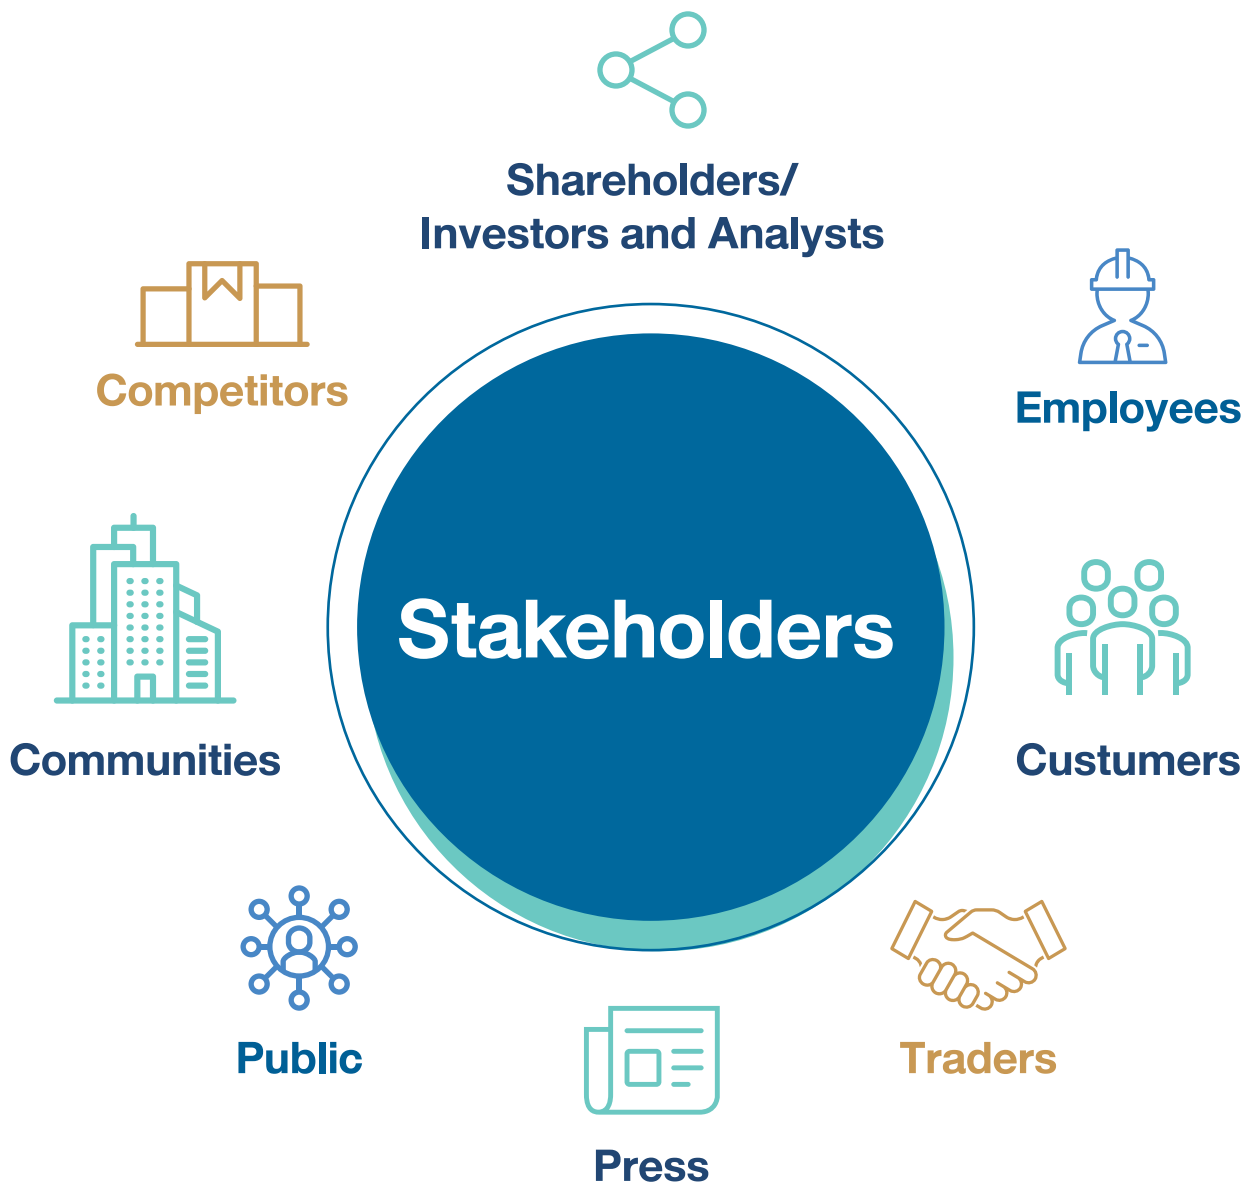 Shareholders/
Investors and Analysts
Competitors
Employees
Stakeholders
Communities
Custumers
Public
Traders
Press